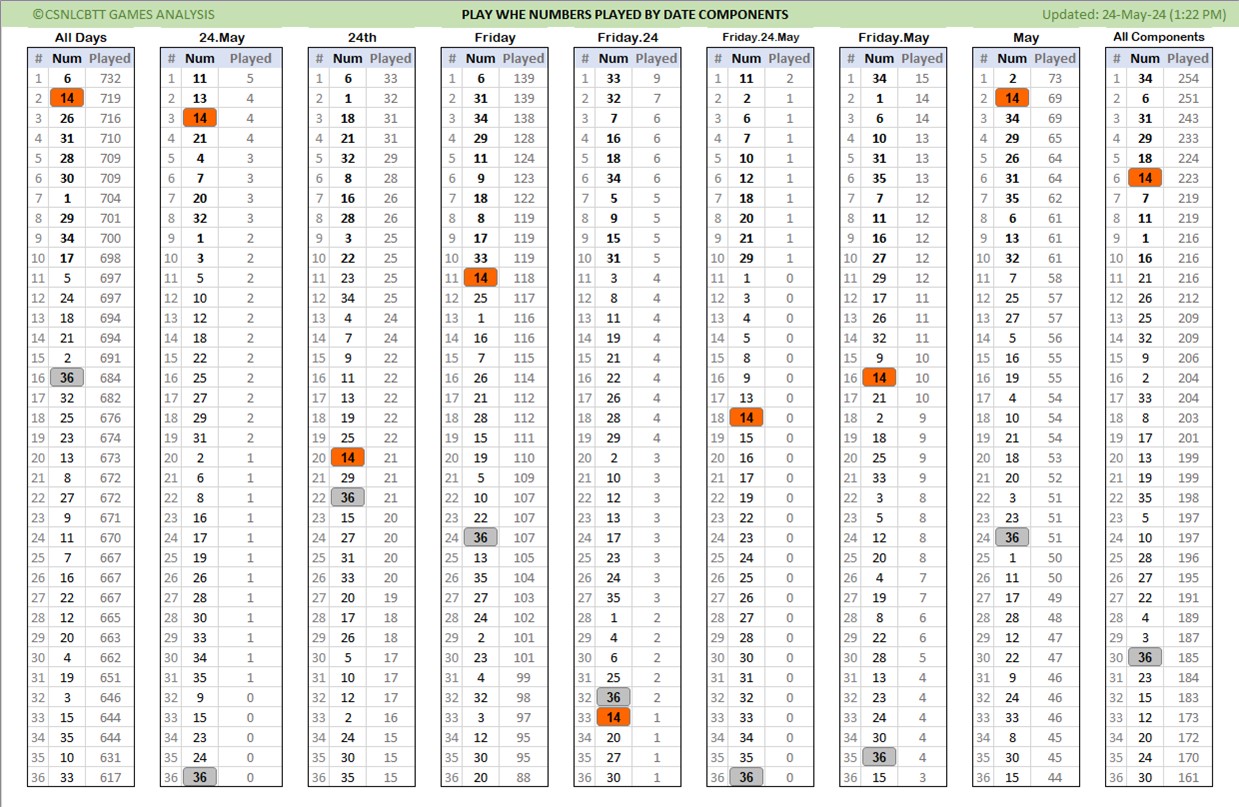 ©CSNLCBTT GAMES ANALYSIS PLAY WHE NUMBERS PLAYED BY DATE COMPONENTS Updated: 24-May-24 (1:22 PM)
All Days 24.May 24th Friday Friday.24 Friday.24.May Friday.May May All Components
# Num Played # Num Played # Num Played # Num Played # Num Played # Num Played # Num Played # Num Played # Num Played
1 6 732 1 11 5 1 6 33 1 6 139 1 33 9 1 11 2 1 34 15 1 2 73 1 34 254
2 14 719 2 13 4 2 1 32 2 31 139 2 32 7 2 2 1 2 1 14 2 14 69 2 6 251
3 26 716 3 14 4 3 18 31 3 34 138 3 7 6 3 6 1 3 6 14 3 34 69 3 31 243
4 31 710 4 21 4 4 21 31 4 29 128 4 16 6 4 7 1 4 10 13 4 29 65 4 29 233
5 28 709 5 4 3 5 32 29 5 11 124 5 18 6 5 10 1 5 31 13 5 26 64 5 18 224
6 30 709 6 7 3 6 8 28 6 9 123 6 34 6 6 12 1 6 35 13 6 31 64 6 14 223
7 1 704 7 20 3 7 16 26 7 18 122 7 5 5 7 18 1 7 7 12 7 35 62 7 7 219
8 29 701 8 32 3 8 28 26 8 8 119 8 9 5 8 20 1 8 11 12 8 6 61 8 11 219
9 34 700 9 1 2 9 3 25 9 17 119 9 15 5 9 21 1 9 16 12 9 13 61 9 1 216
10 17 698 10 3 2 10 22 25 10 33 119 10 31 5 10 29 1 10 27 12 10 32 61 10 16 216
11 5 697 11 5 2 11 23 25 11 14 118 11 3 4 11 1 0 11 29 12 11 7 58 11 21 216
12 24 697 12 10 2 12 34 25 12 25 117 12 8 4 12 3 0 12 17 11 12 25 57 12 26 212
13 18 694 13 12 2 13 4 24 13 1 116 13 11 4 13 4 0 13 26 11 13 27 57 13 25 209
14 21 694 14 18 2 14 7 24 14 16 116 14 19 4 14 5 0 14 32 11 14 5 56 14 32 209
15 2 691 15 22 2 15 9 22 15 7 115 15 21 4 15 8 0 15 9 10 15 16 55 15 9 206
16 36 684 16 25 2 16 11 22 16 26 114 16 22 4 16 9 0 16 14 10 16 19 55 16 2 204
17 32 682 17 27 2 17 13 22 17 21 112 17 26 4 17 13 0 17 21 10 17 4 54 17 33 204
18 25 676 18 29 2 18 19 22 18 28 112 18 28 4 18 14 0 18 2 9 18 10 54 18 8 203
19 23 674 19 31 2 19 25 22 19 15 111 19 29 4 19 15 0 19 18 9 19 21 54 19 17 201
20 13 673 20 2 1 20 14 21 20 19 110 20 2 3 20 16 0 20 25 9 20 18 53 20 13 199
21 8 672 21 6 1 21 29 21 21 5 109 21 10 3 21 17 0 21 33 9 21 20 52 21 19 199
22 27 672 22 8 1 22 36 21 22 10 107 22 12 3 22 19 0 22 3 8 22 3 51 22 35 198
23 9 671 23 16 1 23 15 20 23 22 107 23 13 3 23 22 0 23 5 8 23 23 51 23 5 197
24 11 670 24 17 1 24 27 20 24 36 107 24 17 3 24 23 0 24 12 8 24 36 51 24 10 197
25 7 667 25 19 1 25 31 20 25 13 105 25 23 3 25 24 0 25 20 8 25 1 50 25 28 196
26 16 667 26 26 1 26 33 20 26 35 104 26 24 3 26 25 0 26 4 7 26 11 50 26 27 195
27 22 667 27 28 1 27 20 19 27 27 103 27 35 3 27 26 0 27 19 7 27 17 49 27 22 191
28 12 665 28 30 1 28 17 18 28 24 102 28 1 2 28 27 0 28 8 6 28 28 48 28 4 189
29 20 663 29 33 1 29 26 18 29 2 101 29 4 2 29 28 0 29 22 6 29 12 47 29 3 187
30 4 662 30 34 1 30 5 17 30 23 101 30 6 2 30 30 0 30 28 5 30 22 47 30 36 185
31 19 651 31 35 1 31 10 17 31 4 99 31 25 2 31 31 0 31 13 4 31 9 46 31 23 184
32 3 646 32 9 0 32 12 17 32 32 98 32 36 2 32 32 0 32 23 4 32 24 46 32 15 183
33 15 644 33 15 0 33 2 16 33 3 97 33 14 1 33 33 0 33 24 4 33 33 46 33 12 173
34 35 644 34 23 0 34 24 15 34 12 95 34 20 1 34 34 0 34 30 4 34 8 45 34 20 172
35 10 631 35 24 0 35 30 15 35 30 95 35 27 1 35 35 0 35 36 4 35 30 45 35 24 170
36 33 617 36 36 0 36 35 15 36 20 88 36 30 1 36 36 0 36 15 3 36 15 44 36 30 161